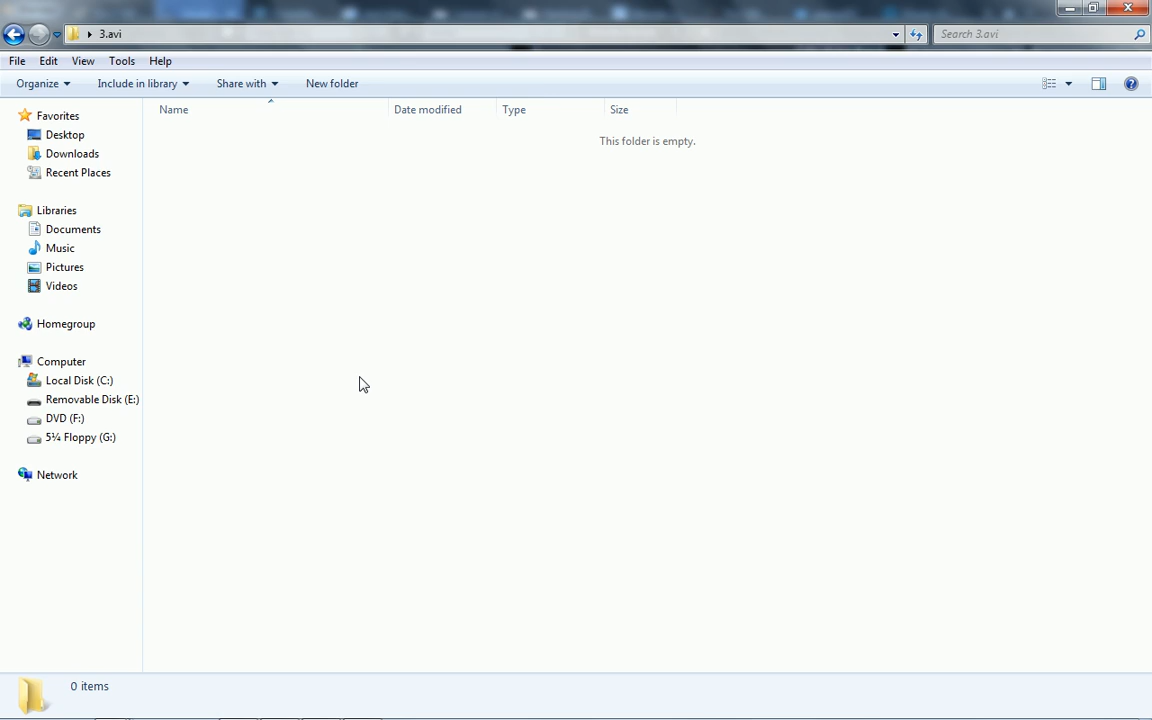 3.avi
Search 3.avi
File Edit View Tools Help
Organize Include in library Share with New folder
Name Date modified Type Size
This folder is empty.
Favorites
Desktop
Downloads
Recent Places
Libraries
Documents
Music
Pictures
Videos
Homegroup
Computer
Local Disk (C:)
Removable Disk (E:)
DVD (F:)
5¼ Floppy (G:)
Network
0 items